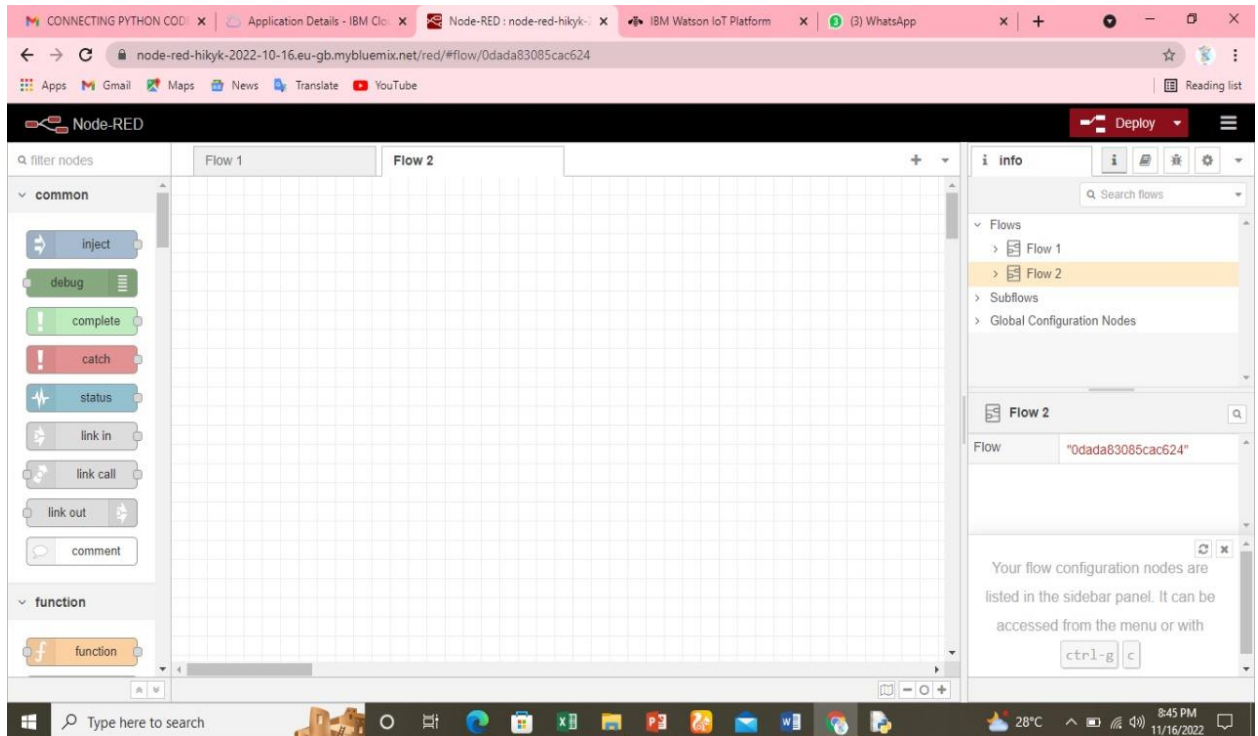 CONNECTING PYTHON COD
Application Details - IBM Clo
Node-RED : node-red-hikyk-2
IBM Watson IoT Platform
(3) WhatsApp
node-red-hikyk-2022-10-16.eu-gb.mybluemix.net/red/#flow/0dada83085cac624
Apps Gmail Maps News Translate YouTube Reading list
Node-RED Deploy
filter nodes
Flow 1
Flow 2
i info
Search flows
common
inject
debug
complete
catch
status
link in
link call
link out
comment
function
function
Flows
Flow 1
Flow 2
Subflows
Global Configuration Nodes
Flow 2
Flow "0dada83085cac624"
Your flow configuration nodes are
listed in the sidebar panel. It can be
accessed from the menu or with
ctrl-g c
Type here to search
28°C
8:45 PM
11/16/2022